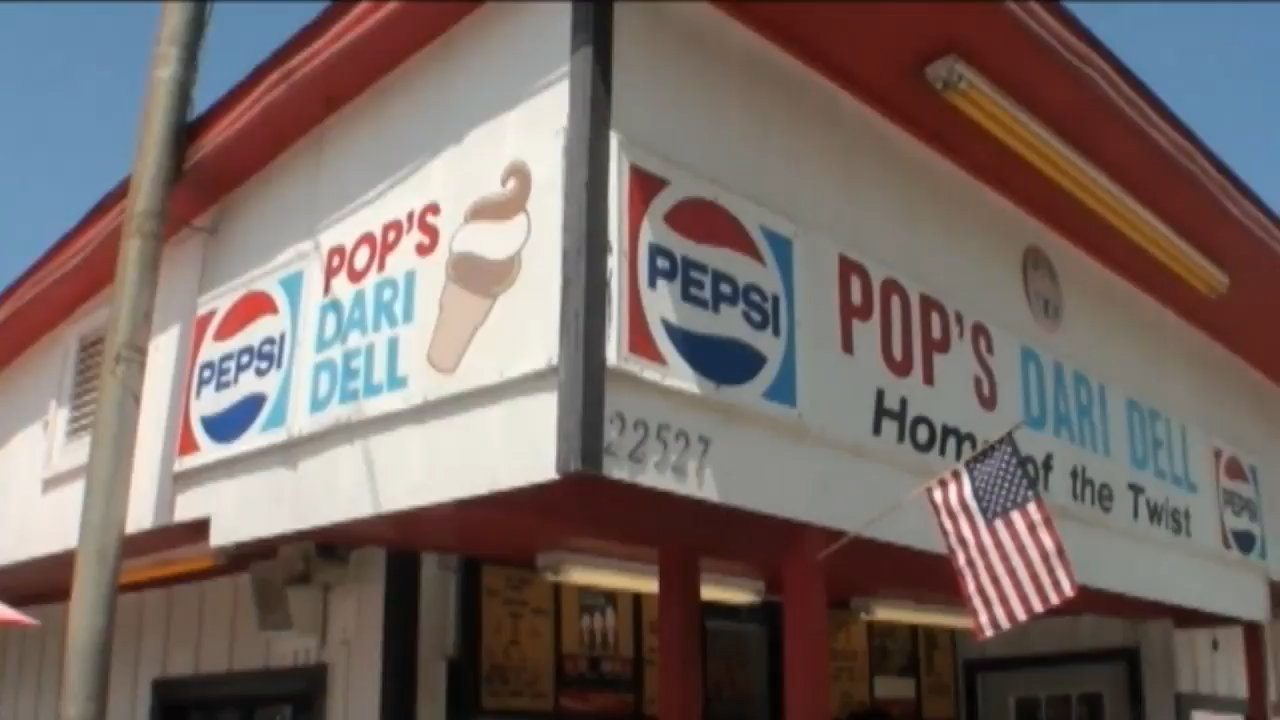 PEPSI
POP'S
DARI
DELL
PEPSI
POP'S DARI DELL
Home of the Twist
PEPSI
22527